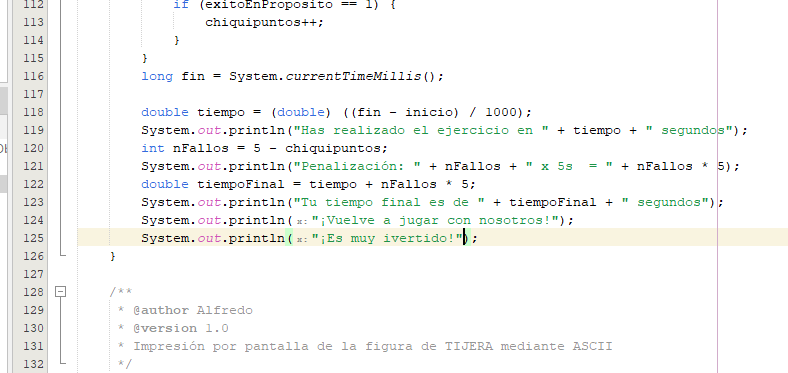 112 if (exitoEnProposito == 1) {
113 chiquipuntos++;
114 }
115 }
116 long fin = System.currentTimeMillis();
117
118 double tiempo = (double) ((fin - inicio) / 1000);
119 System.out.println("Has realizado el ejercicio en " + tiempo + " segundos");
120 int nFallos = 5 - chiquipuntos;
121 System.out.println("Penalización: " + nFallos + " x 5s  = " + nFallos * 5);
122 double tiempoFinal = tiempo + nFallos * 5;
123 System.out.println("Tu tiempo final es de " + tiempoFinal + " segundos");
124 System.out.println(x: "¡Vuelve a jugar con nosotros!");
125 System.out.println(x: "¡Es muy ivertido!");
126 }
127
128 /**
129 * @author Alfredo
130 * @version 1.0
131 * Impresión por pantalla de la figura de TIJERA mediante ASCII
132 */